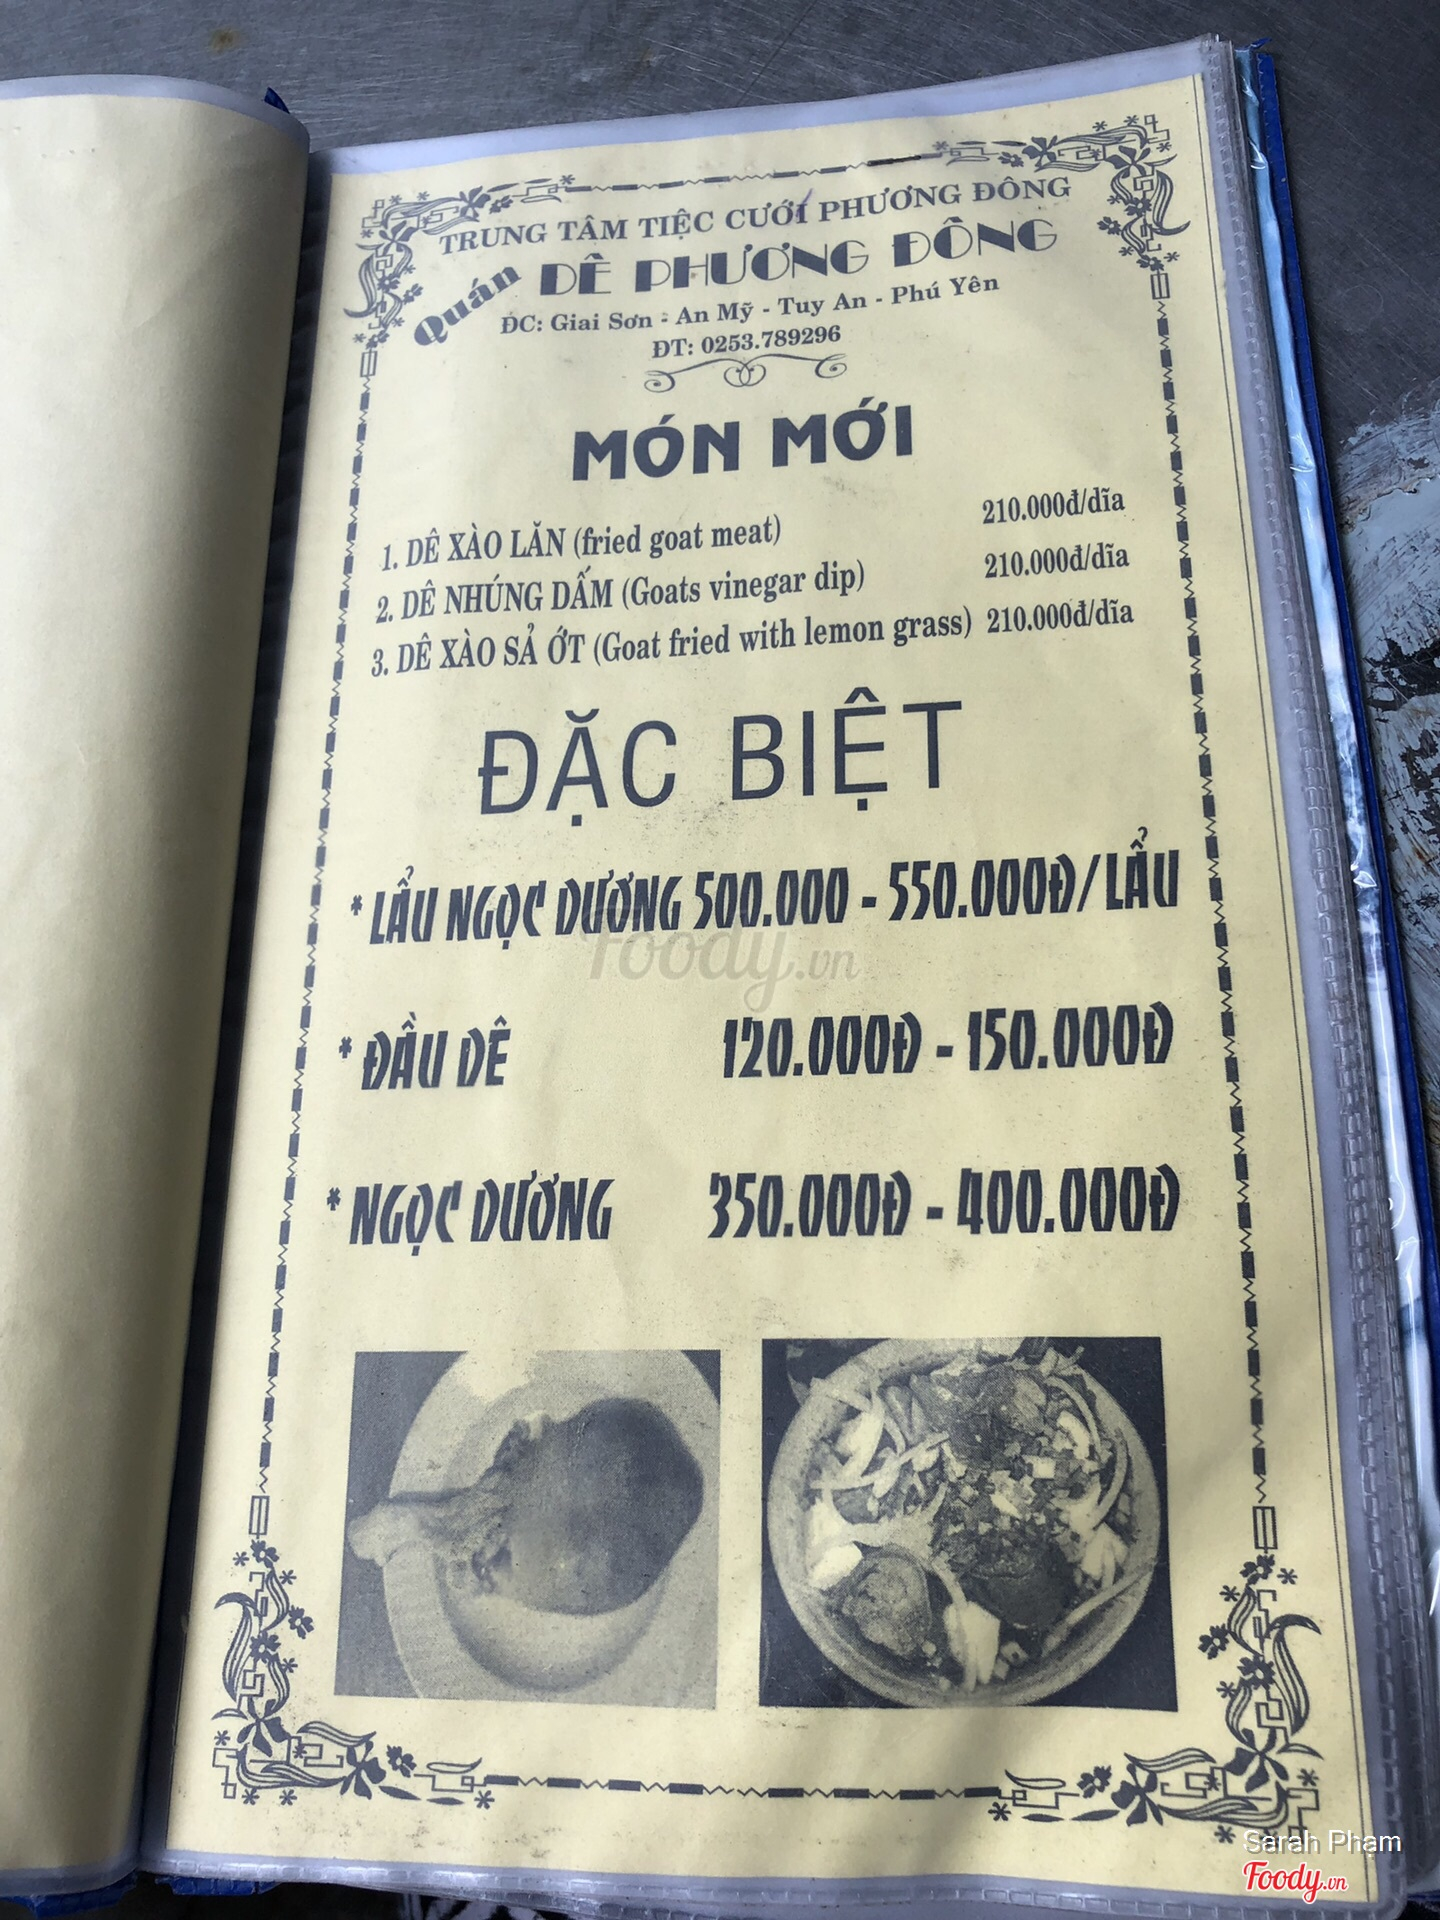 TRUNG TÂM TIỆC CƯỚI PHƯƠNG ĐÔNG
Quán DÊ PHƯƠNG ĐÔNG
ĐC: Giai Sơn - An Mỹ - Tuy An - Phú Yên
ĐT: 0253.789296
MÓN MỚI
1. DÊ XÀO LĂN (fried goat meat) 210.000đ/dĩa
2. DÊ NHÚNG DẤM (Goats vinegar dip) 210.000đ/dĩa
3. DÊ XÀO SẢ ỚT (Goat fried with lemon grass) 210.000đ/dĩa
ĐẶC BIỆT
* LẨU NGỌC DƯƠNG 500.000 - 550.000Đ/LẨU
Foody.vn
* ĐẦU DÊ 120.000Đ - 150.000Đ
* NGỌC DƯƠNG 350.000Đ - 400.000Đ
Sarah Phạm
Foody.vn